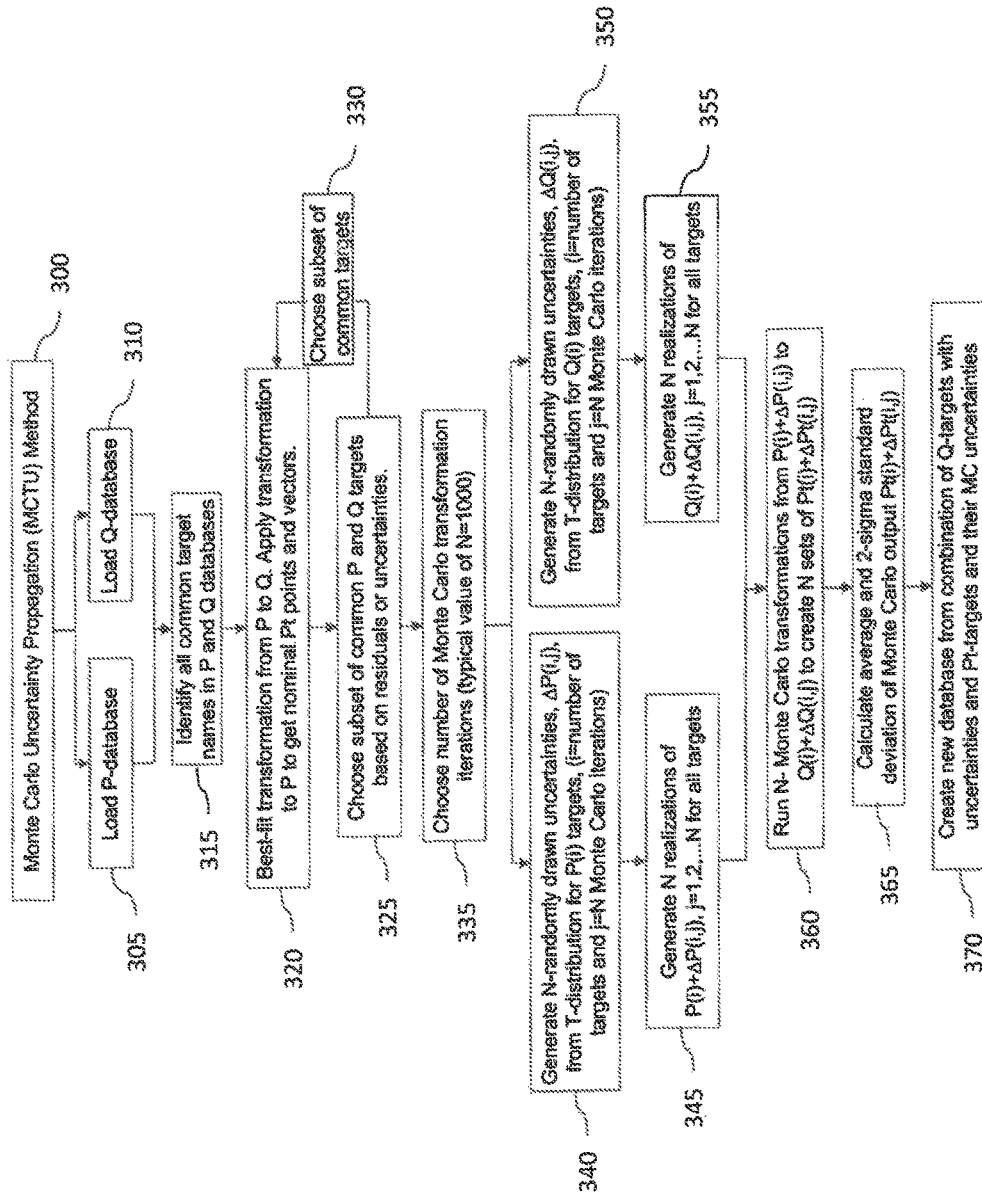 Monte Carlo Uncertainty Propagation (MCTU) Method
300
Load P-database
305
Load Q-database
310
Identify all common target
names in P and Q databases
315
Best-fit transformation from P to Q. Apply transformation
to P to get nominal Pt points and vectors.
320
Choose subset of common P and Q targets
based on residuals or uncertainties.
325
Choose subset of
common targets
330
Choose number of Monte Carlo transformation
iterations (typical value of N=1000)
335
Generate N-randomly drawn uncertainties, ΔP(i,j),
from T-distribution for P(i) targets, (i=number of
targets and j=N Monte Carlo iterations)
340
Generate N-randomly drawn uncertainties, ΔQ(i,j),
from T-distribution for Q(i) targets, (i=number of
targets and j=N Monte Carlo iterations)
350
Generate N realizations of
P(i)+ΔP(i,j), j=1,2,...N for all targets
345
Generate N realizations of
Q(i)+ΔQ(i,j), j=1,2,...N for all targets
355
Run N- Monte Carlo transformations from P(i)+ΔP(i,j) to
Q(i)+ΔQ(i,j) to create N sets of Pt(i)+ΔPt(i,j)
360
Calculate average and 2-sigma standard
deviation of Monte Carlo output Pt(i)+ΔPt(i,j)
365
Create new database from combination of Q-targets with
uncertainties and Pt-targets and their MC uncertainties
370